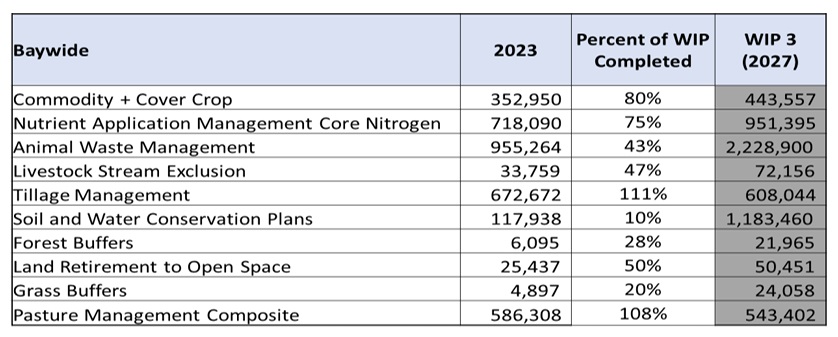 Baywide 2023 Percent of WIP Completed WIP 3 (2027)
Commodity + Cover Crop 352,950 80% 443,557
Nutrient Application Management Core Nitrogen 718,090 75% 951,395
Animal Waste Management 955,264 43% 2,228,900
Livestock Stream Exclusion 33,759 47% 72,156
Tillage Management 672,672 111% 608,044
Soil and Water Conservation Plans 117,938 10% 1,183,460
Forest Buffers 6,095 28% 21,965
Land Retirement to Open Space 25,437 50% 50,451
Grass Buffers 4,897 20% 24,058
Pasture Management Composite 586,308 108% 543,402